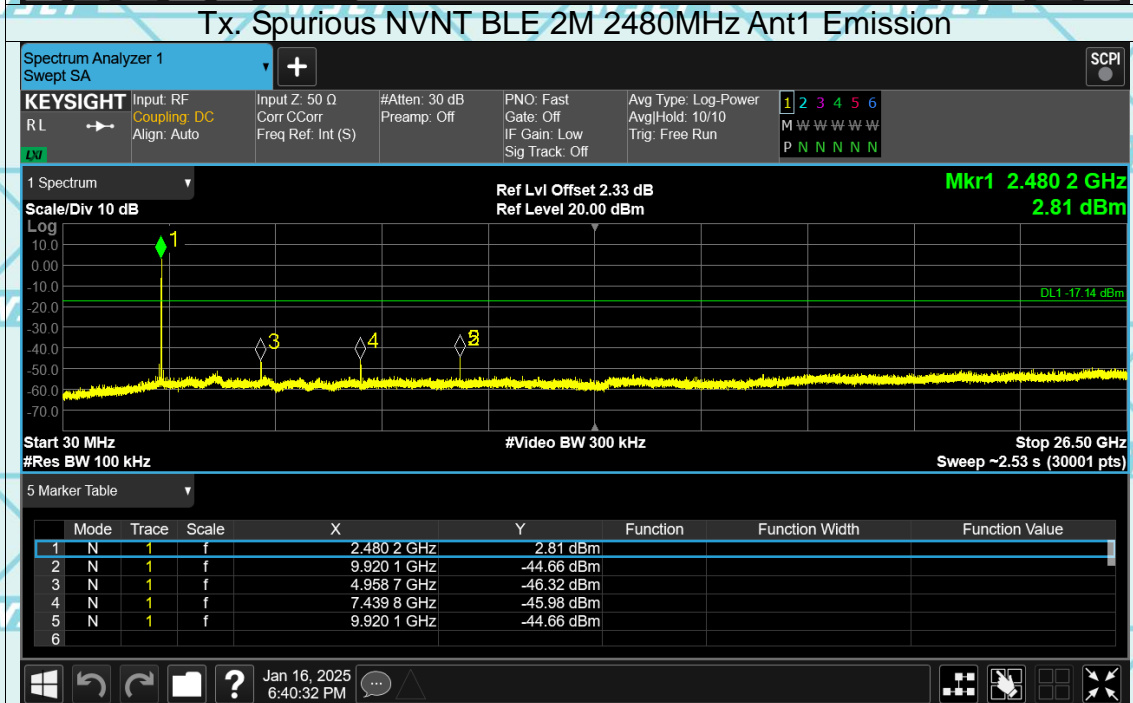 Tx. Spurious NVNT BLE 2M 2480MHz Ant1 Emission
Spectrum Analyzer 1
Swept SA
SCPI
KEYSIGHT
RL
LXI
Input: RF
Coupling: DC
Align: Auto
Input Z: 50 Ω
Corr CCorr
Freq Ref: Int (S)
#Atten: 30 dB
Preamp: Off
PNO: Fast
Gate: Off
IF Gain: Low
Sig Track: Off
Avg Type: Log-Power
Avg|Hold: 10/10
Trig: Free Run
1 2 3 4 5 6
M W W W W W
P N N N N N
1 Spectrum
Scale/Div 10 dB
Ref Lvl Offset 2.33 dB
Ref Level 20.00 dBm
Mkr1 2.480 2 GHz
2.81 dBm
Log
10.0
0.00
-10.0
-20.0
-30.0
-40.0
-50.0
-60.0
-70.0
1
3
4
DL1 -17.14 dBm
Start 30 MHz
#Res BW 100 kHz
#Video BW 300 kHz
Stop 26.50 GHz
Sweep ~2.53 s (30001 pts)
5 Marker Table
Mode Trace Scale X Y Function Function Width Function Value
1 N 1 f 2.480 2 GHz 2.81 dBm
2 N 1 f 9.920 1 GHz -44.66 dBm
3 N 1 f 4.958 7 GHz -46.32 dBm
4 N 1 f 7.439 8 GHz -45.98 dBm
5 N 1 f 9.920 1 GHz -44.66 dBm
6
?
Jan 16, 2025
6:40:32 PM